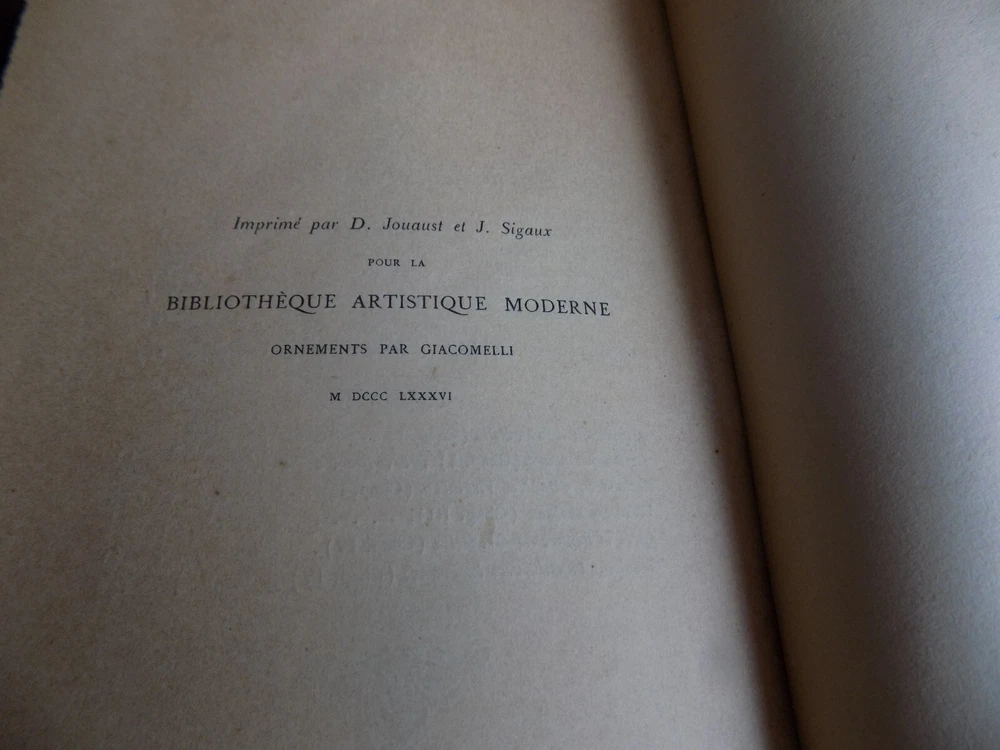 Imprimé par D. Jouaust et J. Sigaux
POUR LA
BIBLIOTHÈQUE ARTISTIQUE MODERNE
ORNEMENTS PAR GIACOMELLI
M DCCC LXXXVI